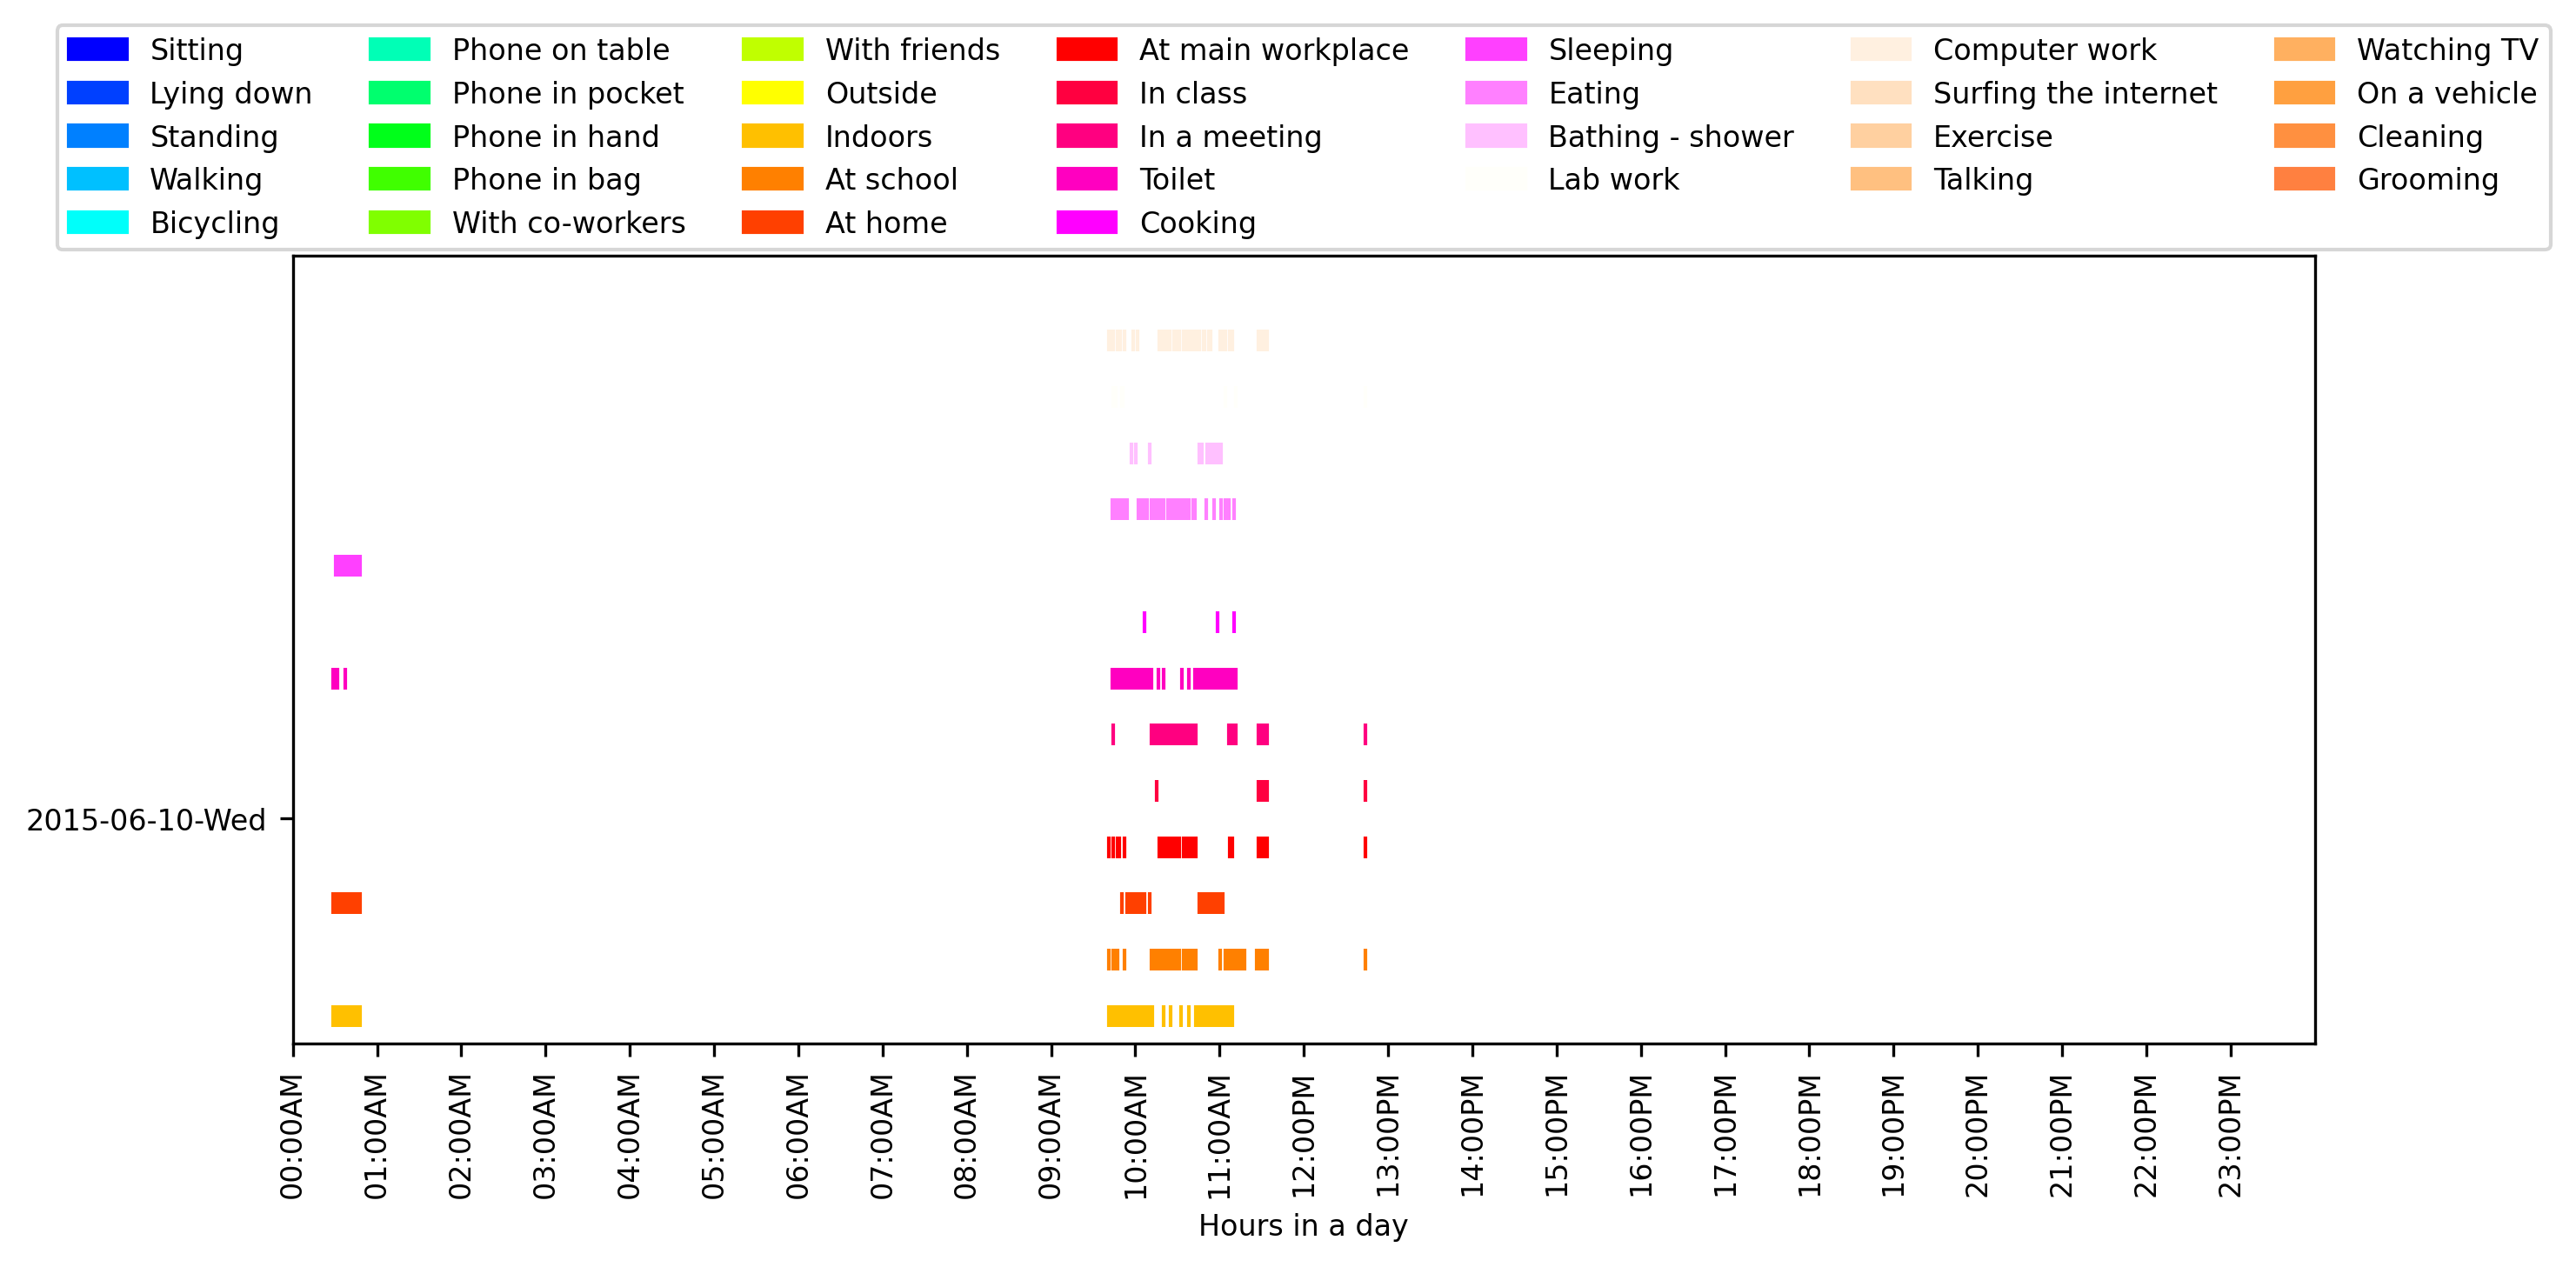 Sitting Phone on table With friends At main workplace Sleeping Computer work Watching TV
Lying down Phone in pocket Outside In class Eating Surfing the internet On a vehicle
Standing Phone in hand Indoors In a meeting Bathing - shower Exercise Cleaning
Walking Phone in bag At school Toilet Lab work Talking Grooming
Bicycling With co-workers At home Cooking
2015-06-10-Wed
00:00AM
01:00AM
02:00AM
03:00AM
04:00AM
05:00AM
06:00AM
07:00AM
08:00AM
09:00AM
10:00AM
11:00AM
12:00PM
13:00PM
14:00PM
15:00PM
16:00PM
17:00PM
18:00PM
19:00PM
20:00PM
21:00PM
22:00PM
23:00PM
Hours in a day